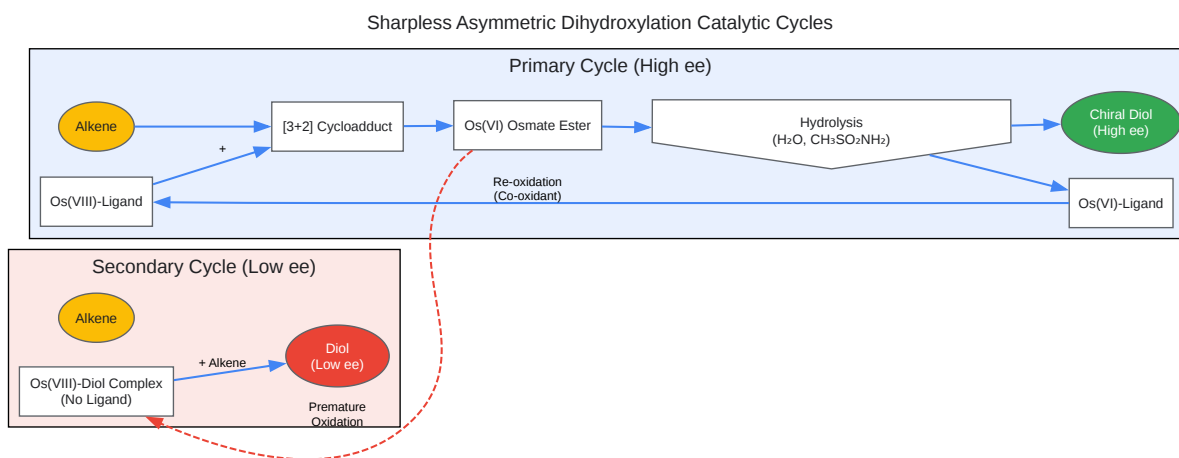 Sharpless Asymmetric Dihydroxylation Catalytic Cycles
Primary Cycle (High ee)
Alkene
[3+2] Cycloadduct
Os(VI) Osmate Ester
Hydrolysis
(H₂O, CH₃SO₂NH₂)
Chiral Diol
(High ee)
+
Os(VIII)-Ligand
Re-oxidation
(Co-oxidant)
Os(VI)-Ligand
Secondary Cycle (Low ee)
Alkene
Os(VIII)-Diol Complex
(No Ligand)
+ Alkene
Diol
(Low ee)
Premature
Oxidation